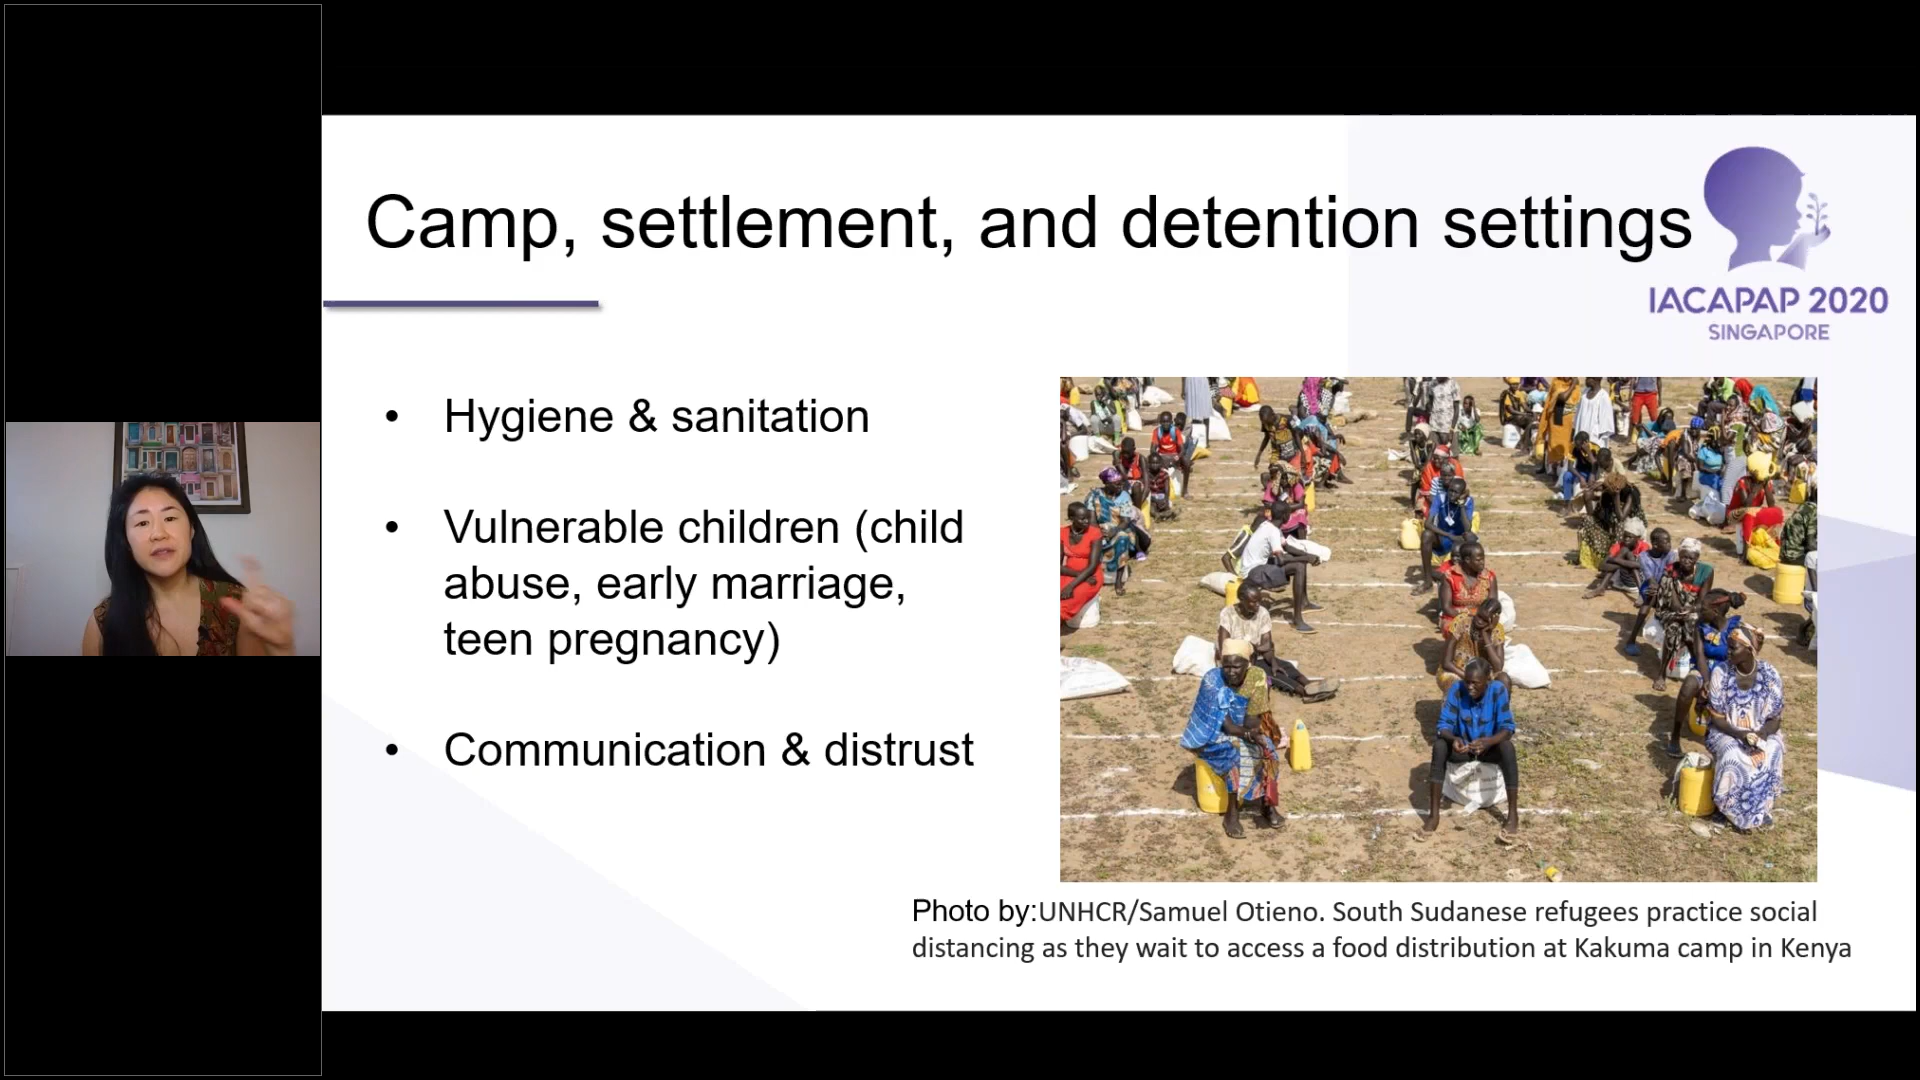 Camp, settlement, and detention settings
IACAPAP 2020
SINGAPORE
• Hygiene & sanitation
• Vulnerable children (child
abuse, early marriage,
teen pregnancy)
• Communication & distrust
Photo by:UNHCR/Samuel Otieno. South Sudanese refugees practice social
distancing as they wait to access a food distribution at Kakuma camp in Kenya